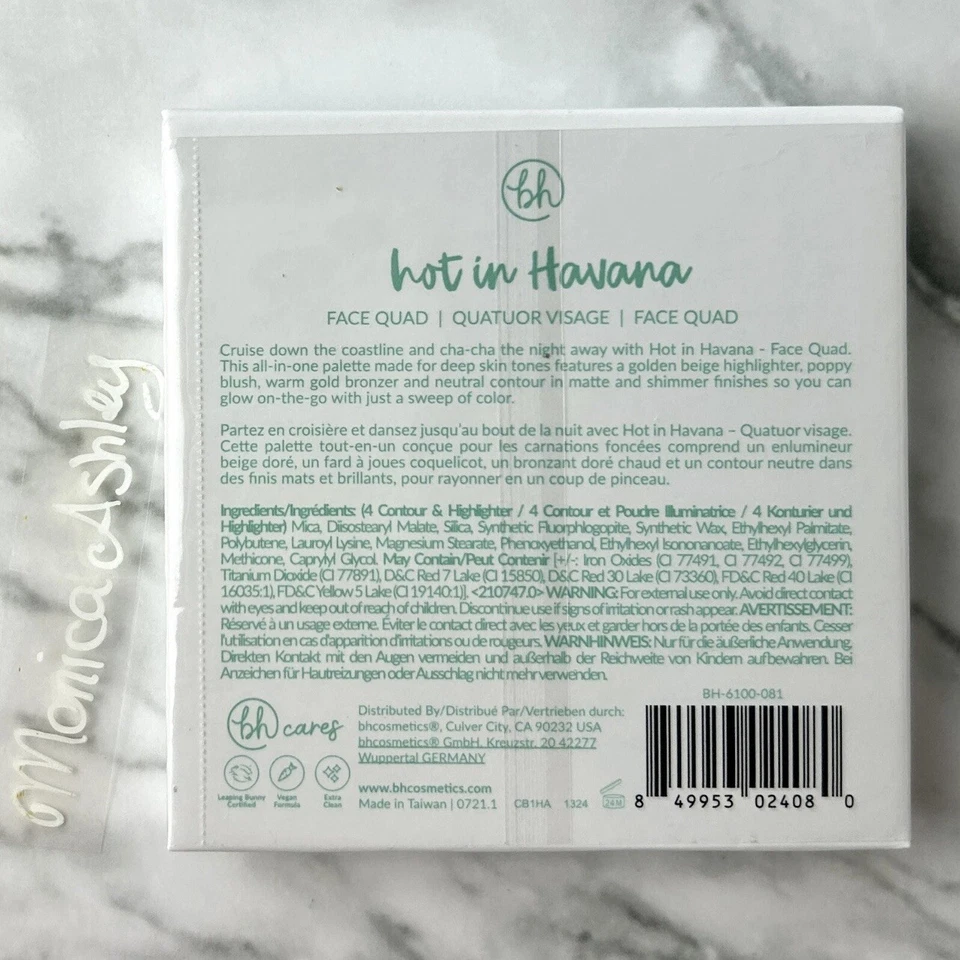 bh
hot in Havana
FACE QUAD | QUATUOR VISAGE | FACE QUAD
Cruise down the coastline and cha-cha the night away with Hot in Havana - Face Quad.
This all-in-one palette made for deep skin tones features a golden beige highlighter, poppy
blush, warm gold bronzer and neutral contour in matte and shimmer finishes so you can
glow on-the-go with just a sweep of color.
Partez en croisière et dansez jusqu'au bout de la nuit avec Hot in Havana – Quatuor visage.
Cette palette tout-en-un conçue pour les carnations foncées comprend un enlumineur
beige doré, un fard à joues coquelicot, un bronzant doré chaud et un contour neutre dans
des finis mats et brillants, pour rayonner en un coup de pinceau.
Ingredients/Ingrédients: (4 Contour & Highlighter / 4 Contour et Poudre Illuminatrice / 4 Konturier und
Highlighter) Mica, Diisostearyl Malate, Silica, Synthetic Fluorphlogopite, Synthetic Wax, Ethylhexyl Palmitate,
Polybutene, Lauroyl Lysine, Magnesium Stearate, Phenoxyethanol, Ethylhexyl Isononanoate, Ethylhexylglycerin,
Methicone, Caprylyl Glycol. May Contain/Peut Contenir [+/-: Iron Oxides (CI 77491, CI 77492, CI 77499),
Titanium Dioxide (CI 77891), D&C Red 7 Lake (CI 15850), D&C Red 30 Lake (CI 73360), FD&C Red 40 Lake (CI
16035:1), FD&C Yellow 5 Lake (CI 19140:1)]. <210747.0> WARNING: For external use only. Avoid direct contact
with eyes and keep out of reach of children. Discontinue use if signs of irritation or rash appear. AVERTISSEMENT:
Réservé à un usage externe. Éviter le contact direct avec les yeux et garder hors de la portée des enfants. Cesser
l'utilisation en cas d'apparition d'irritations ou de rougeurs. WARNHINWEIS: Nur für die äußerliche Anwendung,
Direkten Kontakt mit den Augen vermeiden und außerhalb der Reichweite von Kindern aufbewahren. Bei
Anzeichen für Hautreizungen oder Ausschlag nicht mehr verwenden.
BH-6100-081
bh cares
Leaping Bunny
Certified
Vegan
Formula
Extra
Clean
Distributed By/Distribué Par/Vertrieben durch:
bhcosmetics®, Culver City, CA 90232 USA
bhcosmetics® GmbH, Kreuzstr. 20 42277
Wuppertal GERMANY
www.bhcosmetics.com
Made in Taiwan | 0721.1 CB1HA 1324 24M
8 49953 02408 0
MonicacAshley